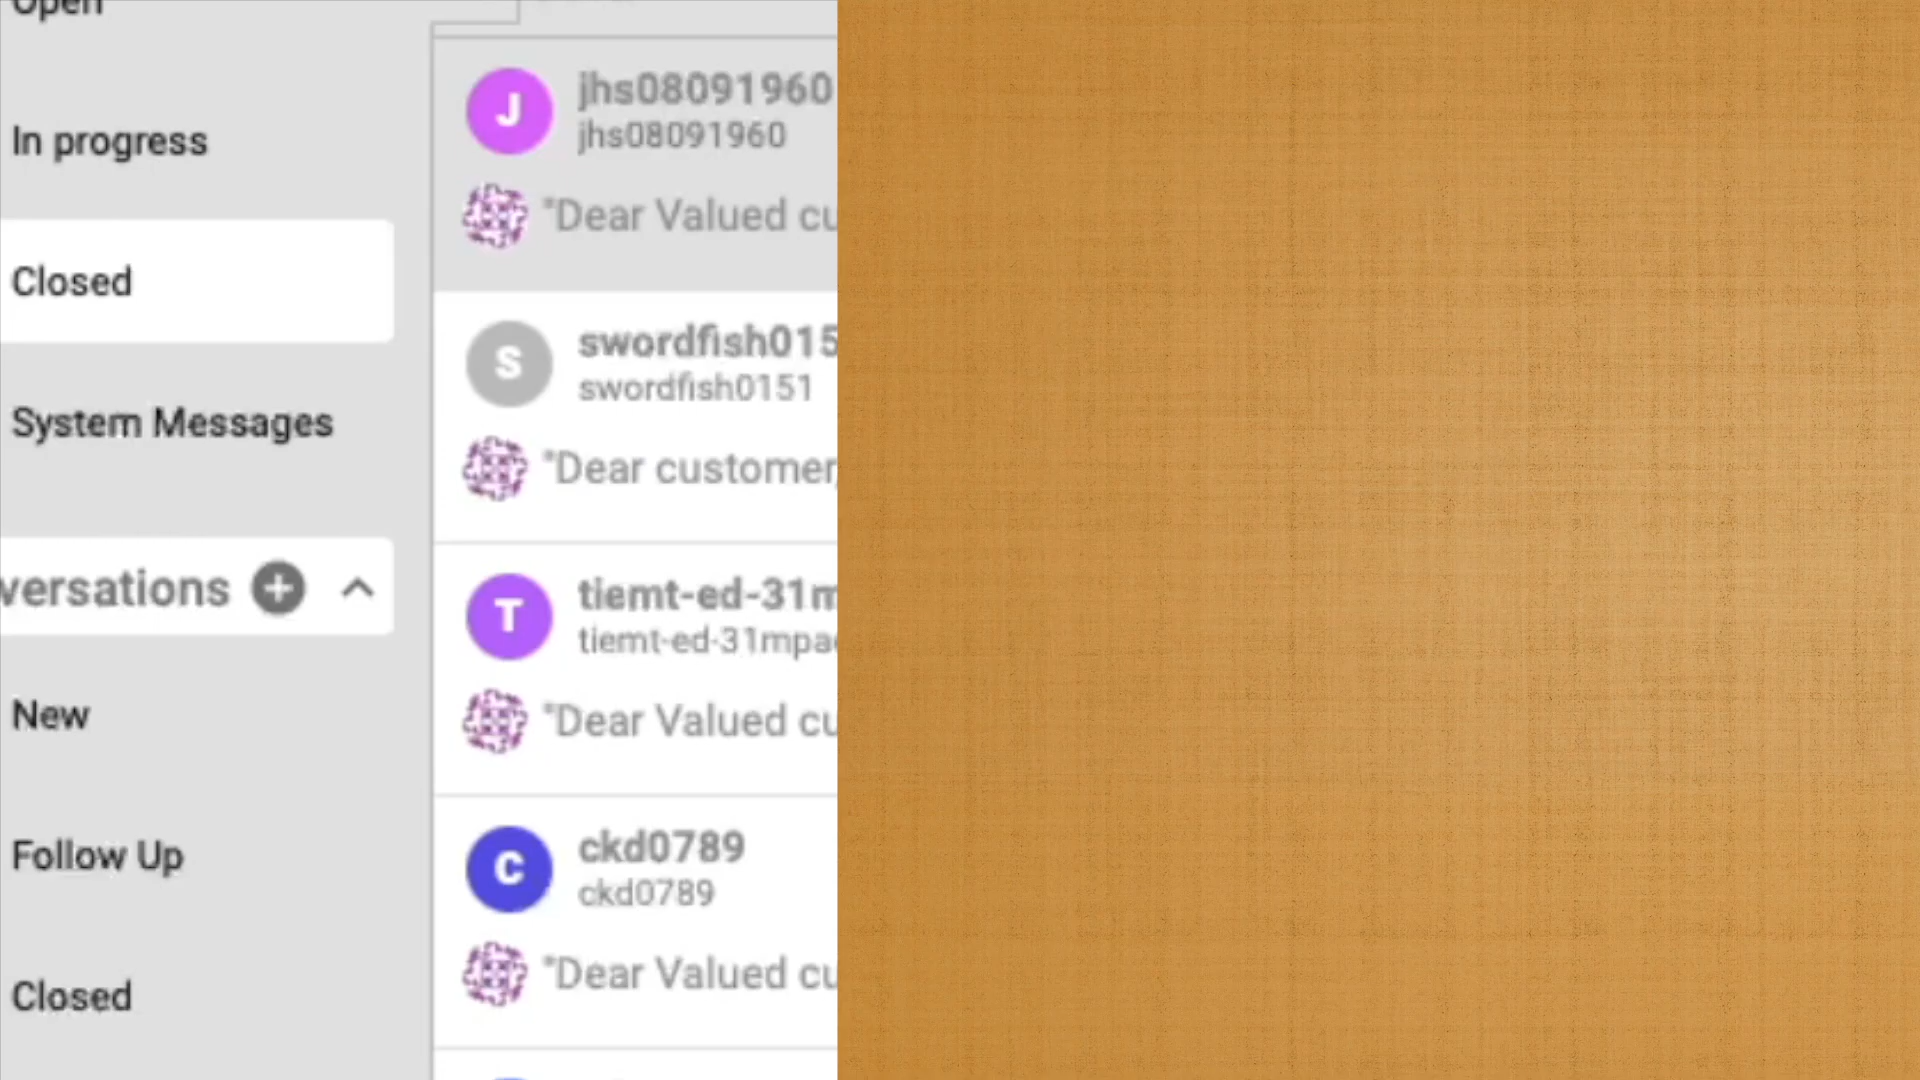 Open
In progress
Closed
System Messages
versations
New
Follow Up
Closed
J
jhs08091960
jhs08091960
"Dear Valued cu
S
swordfish015
swordfish0151
"Dear customer,
T
tiemt-ed-31m
tiemt-ed-31mpa
"Dear Valued cu
C
ckd0789
ckd0789
"Dear Valued cu